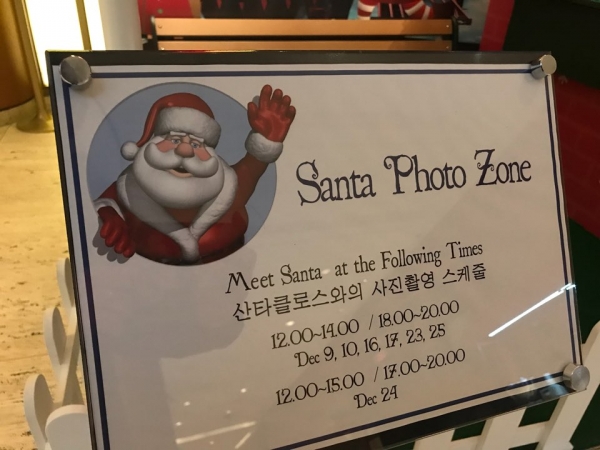 Santa Photo Zone
Meet Santa at the Following Times
산타클로스와의 사진촬영 스케줄
12.00~14.00 / 18.00~20.00
Dec 9, 10, 16, 17, 23, 25
12.00~15.00 / 17.00~20.00
Dec 24